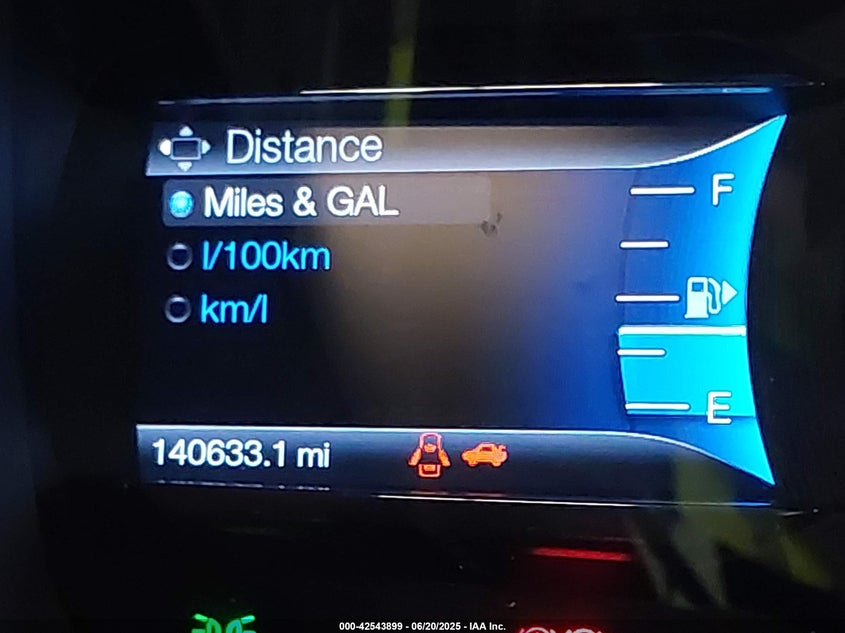 Distance
Miles & GAL
l/100km
km/l
F
E
140633.1 mi
000-42543899 - 06/20/2025 - IAA Inc.